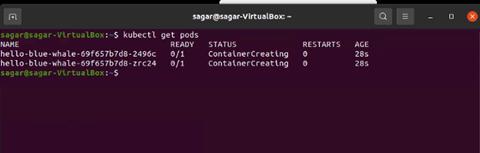 sagar@sagar-VirtualBox: ~
sagar@sagar-VirtualBox:~$ kubectl get pods
NAME READY STATUS RESTARTS AGE
hello-blue-whale-69f657b7d8-2496c 0/1 ContainerCreating 0 28s
hello-blue-whale-69f657b7d8-zrc24 0/1 ContainerCreating 0 28s
sagar@sagar-VirtualBox:~$